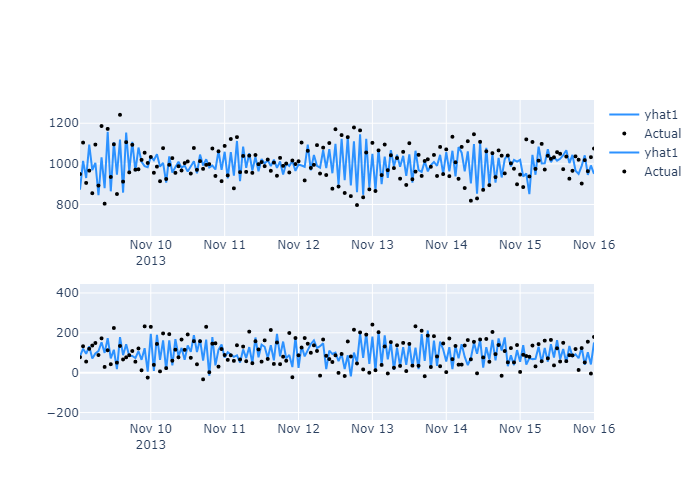 1200
1000
800
Nov 10
2013
Nov 11
Nov 12
Nov 13
Nov 14
Nov 15
Nov 16
yhat1
Actual
yhat1
Actual
400
200
0
−200
Nov 10
2013
Nov 11
Nov 12
Nov 13
Nov 14
Nov 15
Nov 16